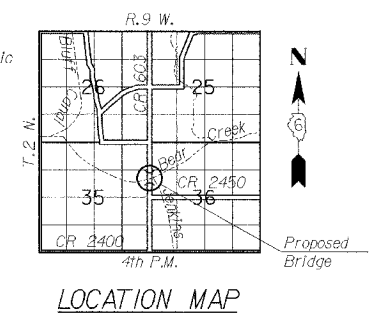 R.9 W.
ic
N
6
T.2 N.
Bluff
Canal
26
CR 603
25
Creek
Bear
35
CR 2450
36
Jenkins
CR 2400
4th P.M.
Proposed
Bridge
LOCATION MAP